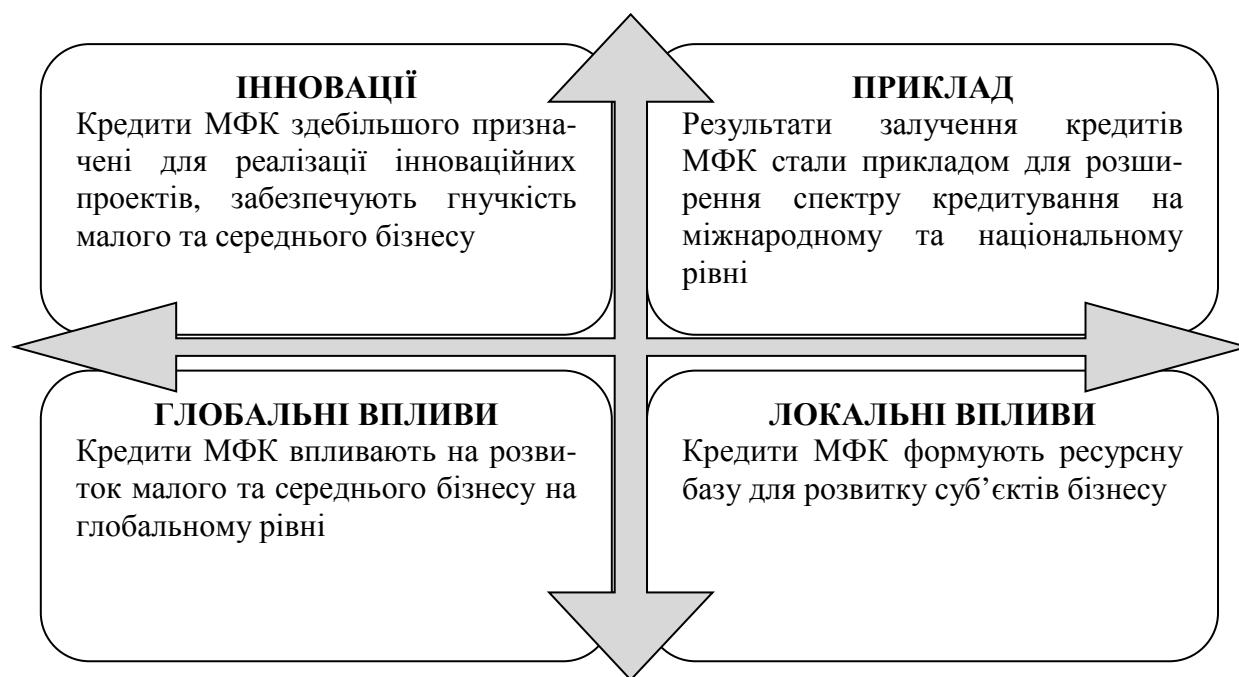 ІННОВАЦІЇ
Кредити МФК здебільшого призна-
чені для реалізації інноваційних
проектів, забезпечують гнучкість
малого та середнього бізнесу
ПРИКЛАД
Результати залучення кредитів
МФК стали прикладом для розши-
рення спектру кредитування на
міжнародному та національному
рівні
ГЛОБАЛЬНІ ВПЛИВИ
Кредити МФК впливають на розви-
ток малого та середнього бізнесу на
глобальному рівні
ЛОКАЛЬНІ ВПЛИВИ
Кредити МФК формують ресурсну
базу для розвитку суб’єктів бізнесу